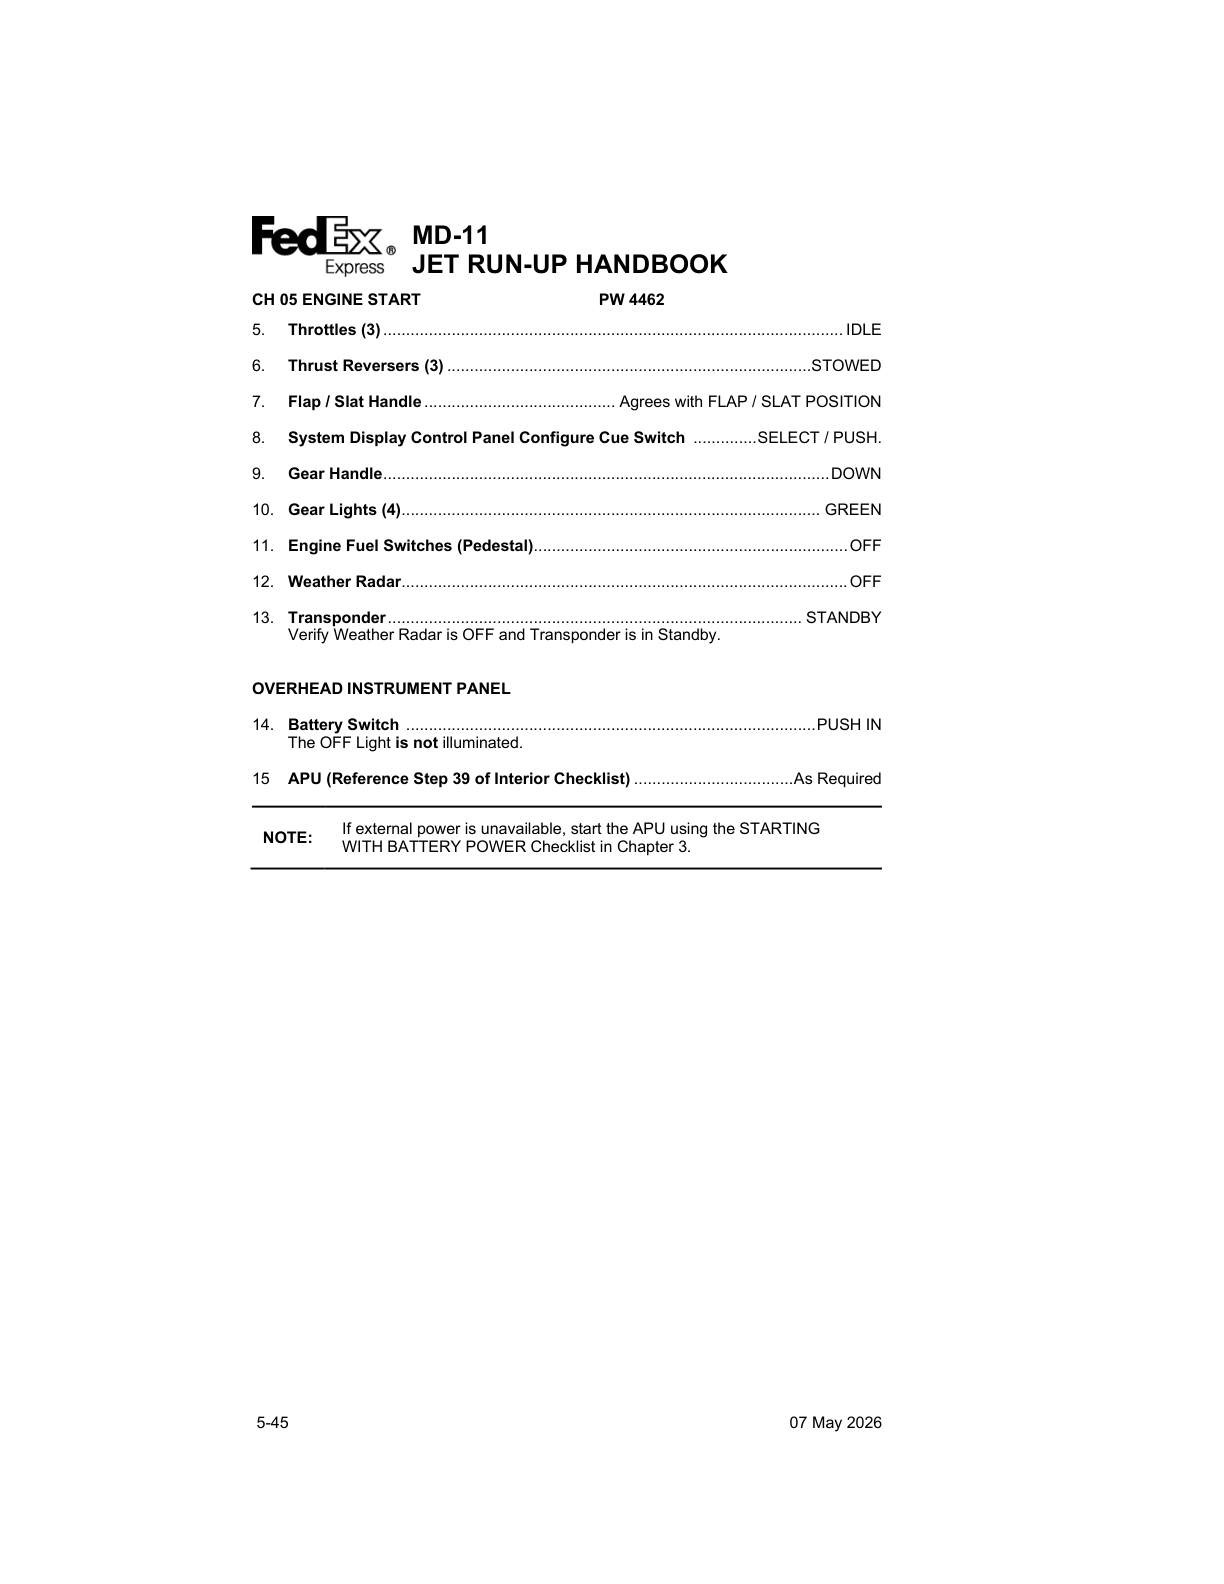 FedEx® MD-11
Express JET RUN-UP HANDBOOK
CH 05 ENGINE START PW 4462
5. Throttles (3) ..................................................................................................... IDLE
6. Thrust Reversers (3) ................................................................................STOWED
7. Flap / Slat Handle .......................................... Agrees with FLAP / SLAT POSITION
8. System Display Control Panel Configure Cue Switch ..............SELECT / PUSH.
9. Gear Handle..................................................................................................DOWN
10. Gear Lights (4)............................................................................................ GREEN
11. Engine Fuel Switches (Pedestal).....................................................................OFF
12. Weather Radar..................................................................................................OFF
13. Transponder ........................................................................................... STANDBY
Verify Weather Radar is OFF and Transponder is in Standby.
OVERHEAD INSTRUMENT PANEL
14. Battery Switch ..........................................................................................PUSH IN
The OFF Light is not illuminated.
15 APU (Reference Step 39 of Interior Checklist) ...................................As Required
NOTE: If external power is unavailable, start the APU using the STARTING
WITH BATTERY POWER Checklist in Chapter 3.
5-45 07 May 2026